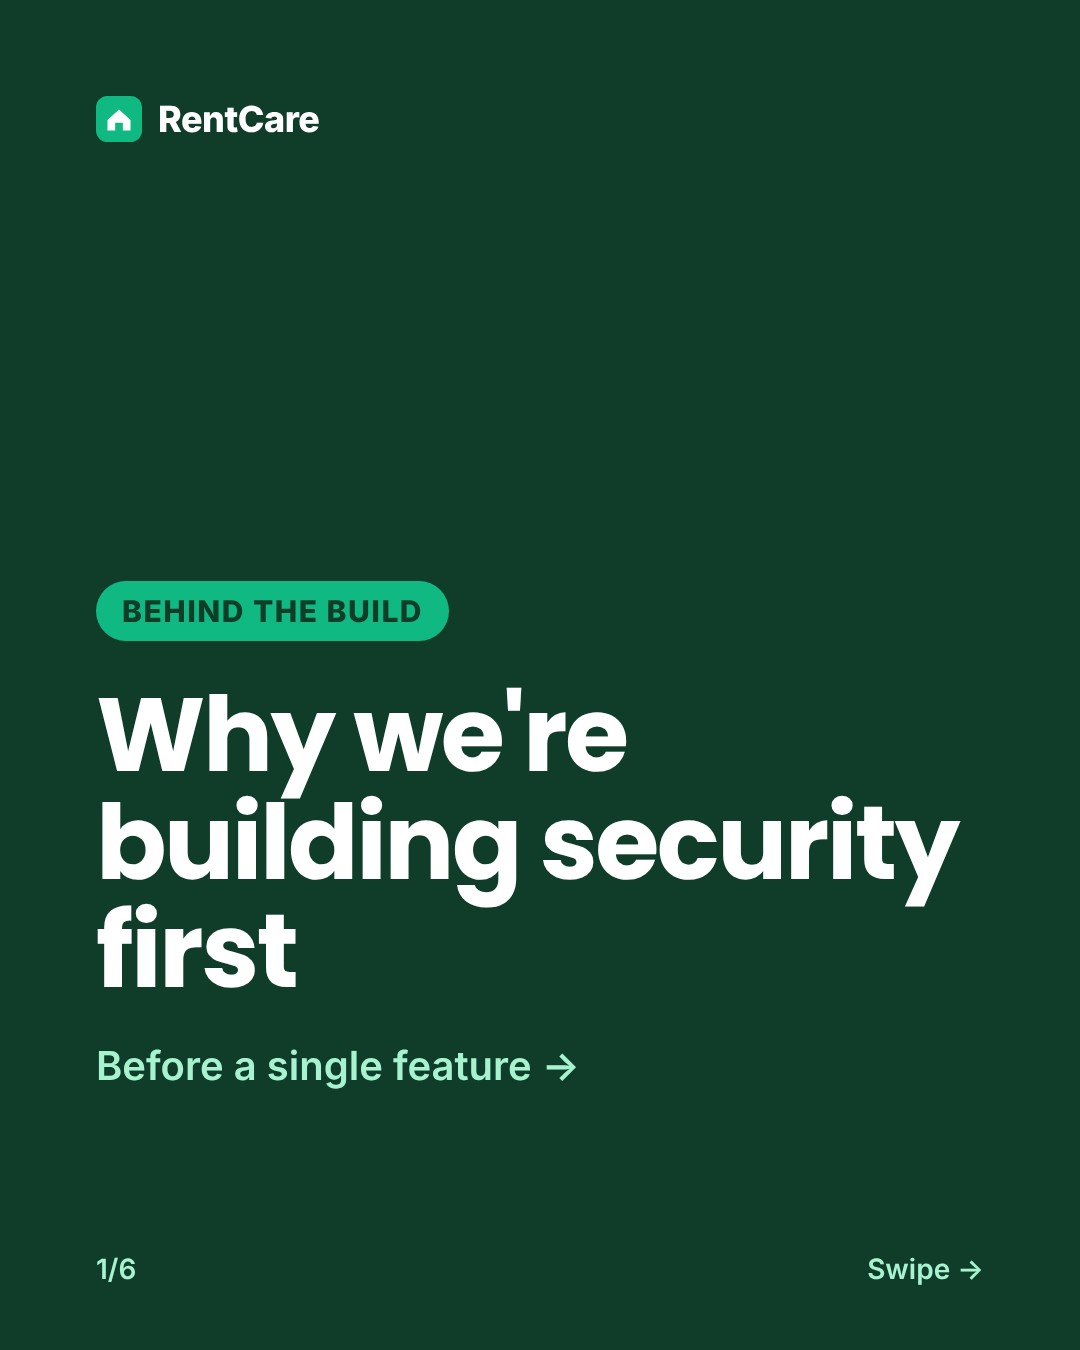 RentCare
BEHIND THE BUILD
Why we're
building security
first
Before a single feature →
1/6
Swipe →